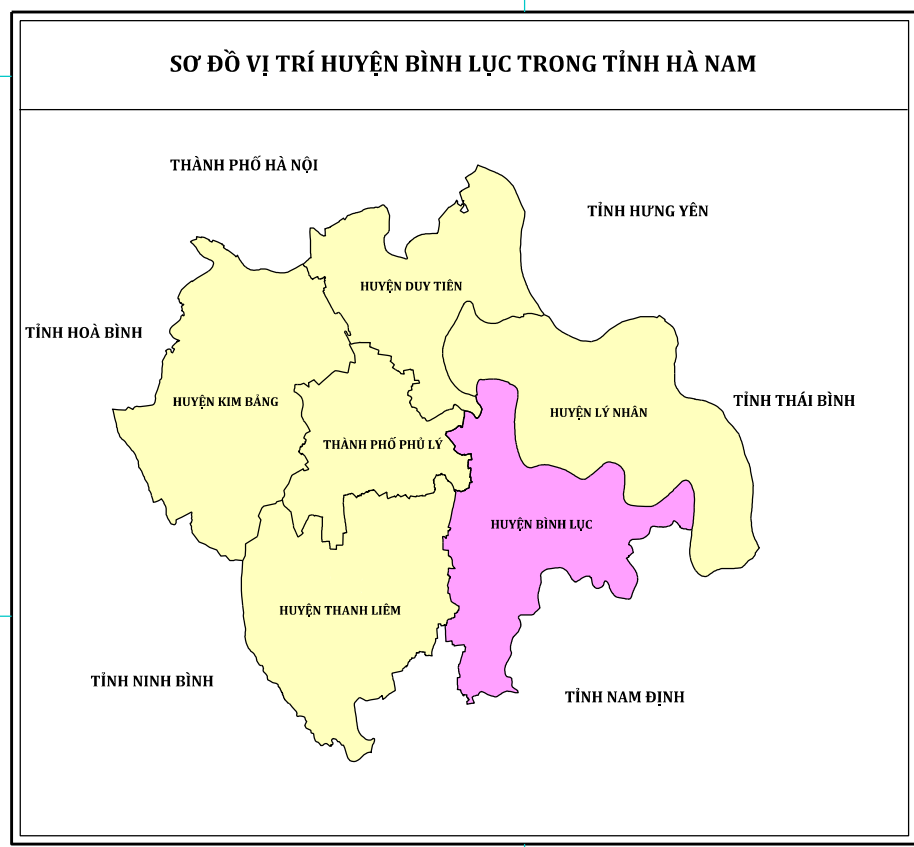 SƠ ĐỒ VỊ TRÍ HUYỆN BÌNH LỤC TRONG TỈNH HÀ NAM
THÀNH PHỐ HÀ NỘI
TỈNH HƯNG YÊN
HUYỆN DUY TIÊN
TỈNH HOÀ BÌNH
HUYỆN KIM BẢNG
TỈNH THÁI BÌNH
HUYỆN LÝ NHÂN
THÀNH PHỐ PHỦ LÝ
HUYỆN BÌNH LỤC
HUYỆN THANH LIÊM
TỈNH NINH BÌNH
TỈNH NAM ĐỊNH